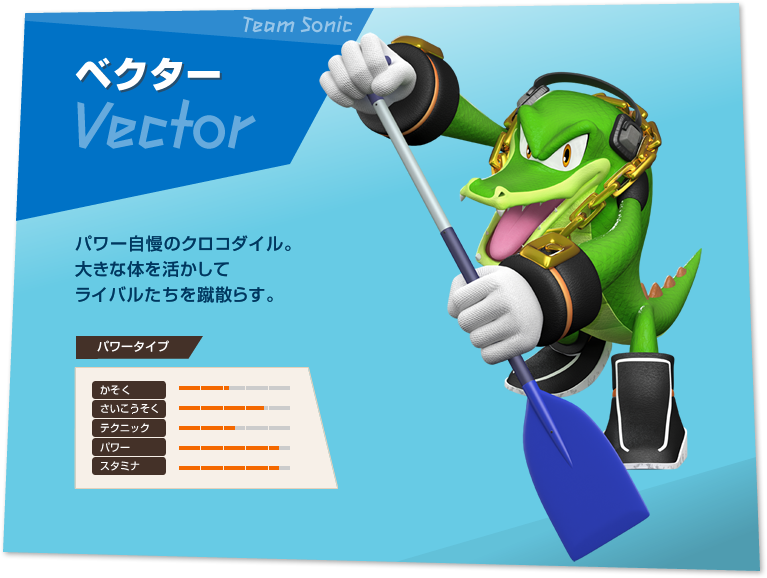 Team Sonic
ベクター
Vector
パワー自慢のクロコダイル。
大きな体を活かして
ライバルたちを蹴散らす。
パワータイプ
かそく
さいこうそく
テクニック
パワー
スタミナ